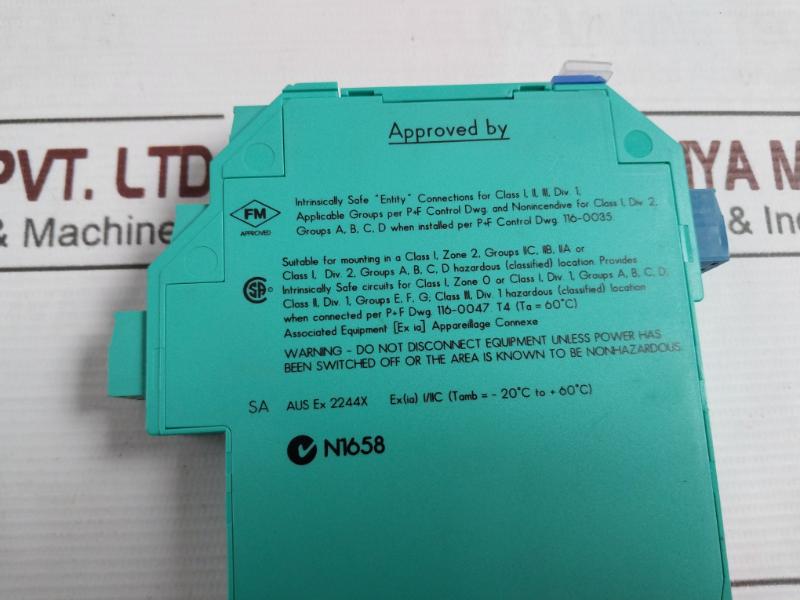 Approved by
Intrinsically Safe "Entity" Connections for Class I, II, III, Div. 1,
Applicable Groups per P+F Control Dwg. and Nonincendive for Class I, Div 2,
Groups A, B, C, D when installed per P+F Control Dwg. 116-0035.
FM
APPROVED
Suitable for mounting in a Class I, Zone 2, Groups IIC, IIB, IIA or
Class I, Div. 2, Groups A, B, C, D hazardous (classified) location. Provides
Intrinsically Safe circuits for Class I, Zone 0 or Class I, Div. 1, Groups A, B, C, D;
Class II, Div. 1, Groups E, F, G; Class III, Div. 1 hazardous (classified) location
when connected per P+F Dwg. 116-0047. T4 (Ta = 60°C)
Associated Equipment [Ex ia] Appareillage Connexe
SA
WARNING - DO NOT DISCONNECT EQUIPMENT UNLESS POWER HAS
BEEN SWITCHED OFF OR THE AREA IS KNOWN TO BE NONHAZARDOUS.
SA AUS Ex 2244X Ex(ia) I/IIC (Tamb = - 20°C to + 60°C)
N1658
PVT. LTD
& Machine
YA M
& Ind